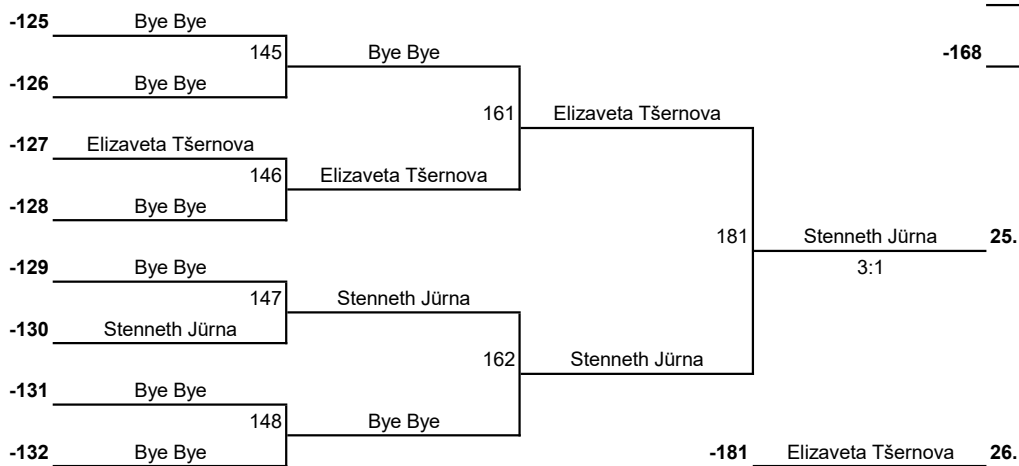 -125 Bye Bye
145 Bye Bye -168
-126 Bye Bye
161 Elizaveta Tšernova
-127 Elizaveta Tšernova
146 Elizaveta Tšernova
-128 Bye Bye
181 Stenneth Jürna 25.
-129 Bye Bye 3:1
147 Stenneth Jürna
-130 Stenneth Jürna
162 Stenneth Jürna
-131 Bye Bye
148 Bye Bye
-132 Bye Bye -181 Elizaveta Tšernova 26.